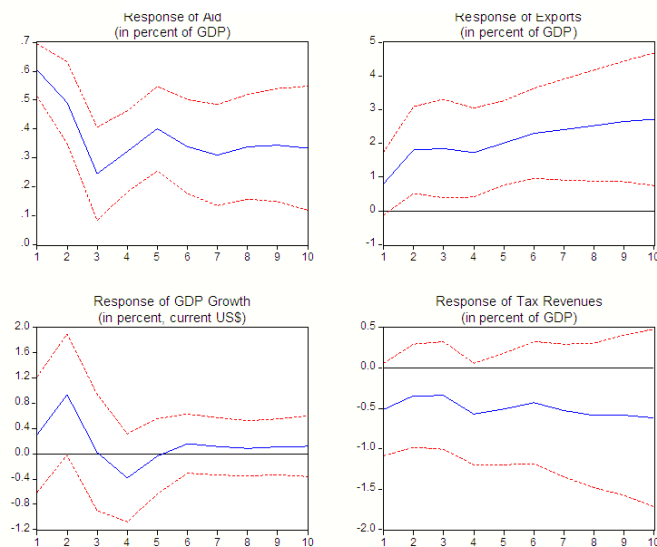 Response of Aid
(in percent of GDP)
.7
.6
.5
.4
.3
.2
.1
.0
1 2 3 4 5 6 7 8 9 10
Response of Exports
(in percent of GDP)
5
4
3
2
1
0
-1
1 2 3 4 5 6 7 8 9 10
Response of GDP Growth
(in percent, current US$)
2.0
1.6
1.2
0.8
0.4
0.0
-0.4
-0.8
-1.2
1 2 3 4 5 6 7 8 9 10
Response of Tax Revenues
(in percent of GDP)
0.5
0.0
-0.5
-1.0
-1.5
-2.0
1 2 3 4 5 6 7 8 9 10